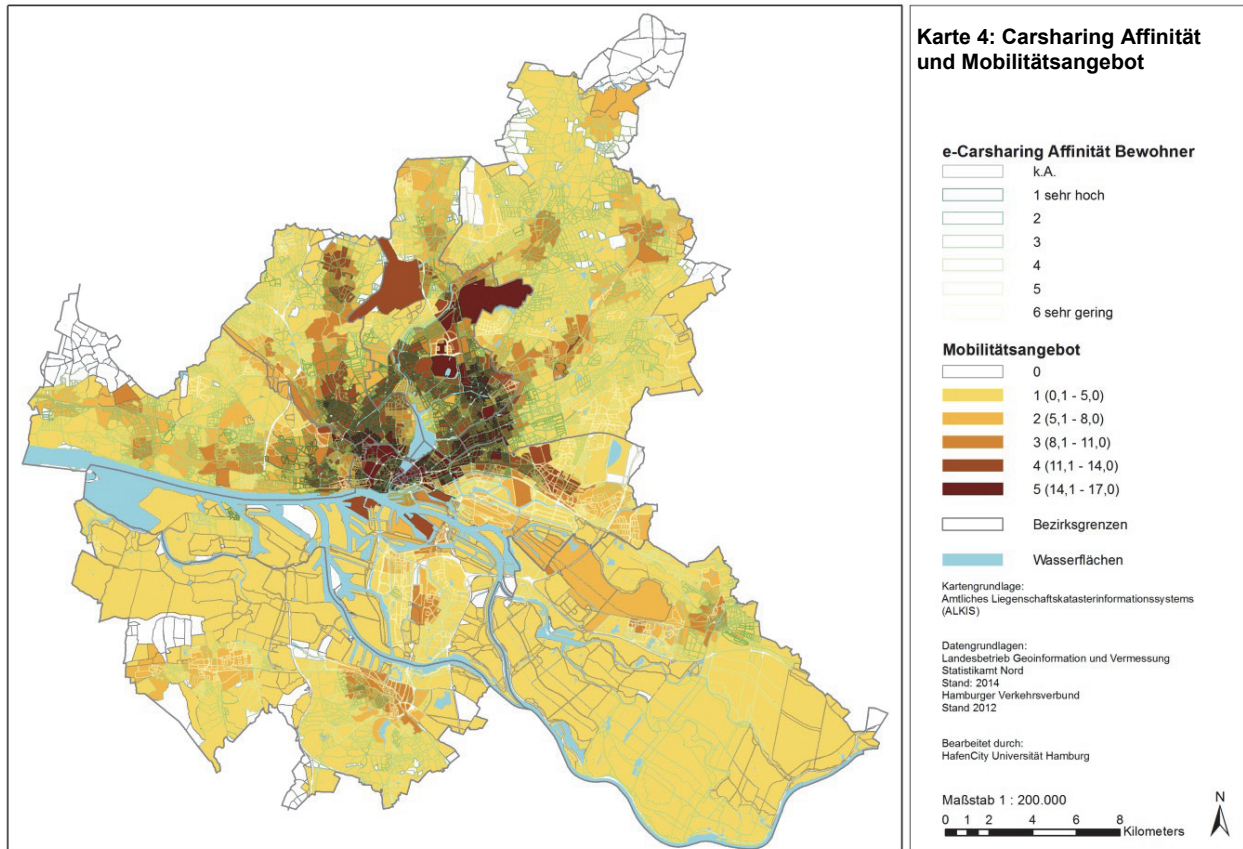 Karte 4: Carsharing Affinität
und Mobilitätsangebot
e-Carsharing Affinität Bewohner
k.A.
1 sehr hoch
2
3
4
5
6 sehr gering
Mobilitätsangebot
0
1 (0,1 - 5,0)
2 (5,1 - 8,0)
3 (8,1 - 11,0)
4 (11,1 - 14,0)
5 (14,1 - 17,0)
Bezirksgrenzen
Wasserflächen
Kartengrundlage:
Amtliches Liegenschaftskatasterinformationssystems
(ALKIS)
Datengrundlagen:
Landesbetrieb Geoinformation und Vermessung
Statistikamt Nord
Stand: 2014
Hamburger Verkehrsverbund
Stand 2012
Bearbeitet durch:
HafenCity Universität Hamburg
Maßstab 1 : 200.000
N
0 1 2 4 6 8
Kilometers